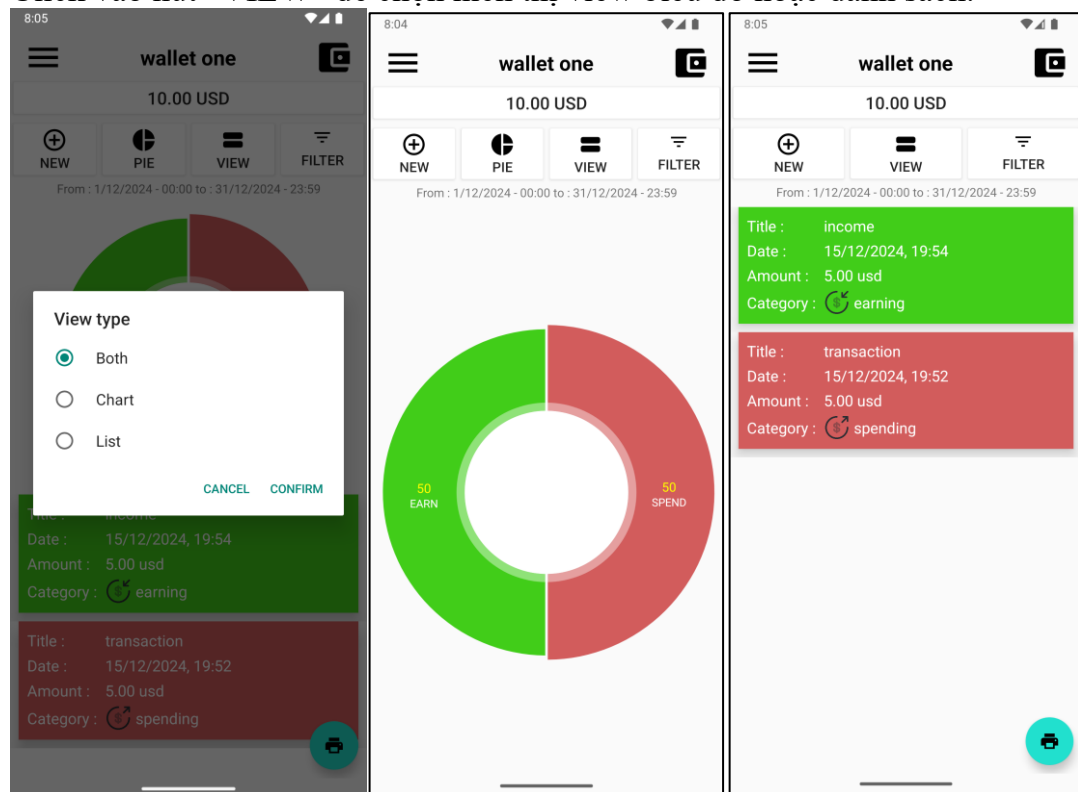 8:05
wallet one
10.00 USD
NEW PIE VIEW FILTER
From : 1/12/2024 - 00:00 to : 31/12/2024 - 23:59
View type
Both
Chart
List
CANCEL CONFIRM
Title : income
Date : 15/12/2024, 19:54
Amount : 5.00 usd
Category : $ earning
Title : transaction
Date : 15/12/2024, 19:52
Amount : 5.00 usd
Category : $ spending
8:04
wallet one
10.00 USD
NEW PIE VIEW FILTER
From : 1/12/2024 - 00:00 to : 31/12/2024 - 23:59
50
EARN
50
SPEND
8:05
wallet one
10.00 USD
NEW VIEW FILTER
From : 1/12/2024 - 00:00 to : 31/12/2024 - 23:59
Title : income
Date : 15/12/2024, 19:54
Amount : 5.00 usd
Category : $ earning
Title : transaction
Date : 15/12/2024, 19:52
Amount : 5.00 usd
Category : $ spending